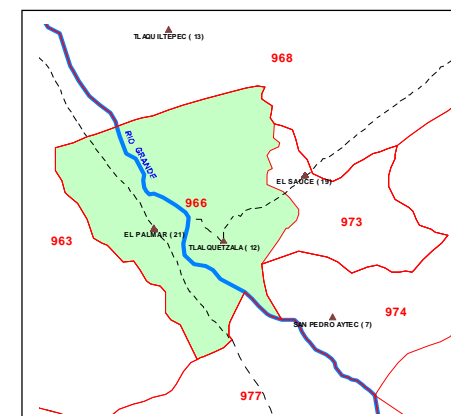 TLAQUILTEPEC ( 13)
968
RIO GRANDE
EL SAUCE ( 19)
966
973
963
EL PALMAR ( 21)
TLALQUETZALA ( 12)
974
SAN PEDRO AYTEC ( 7)
977